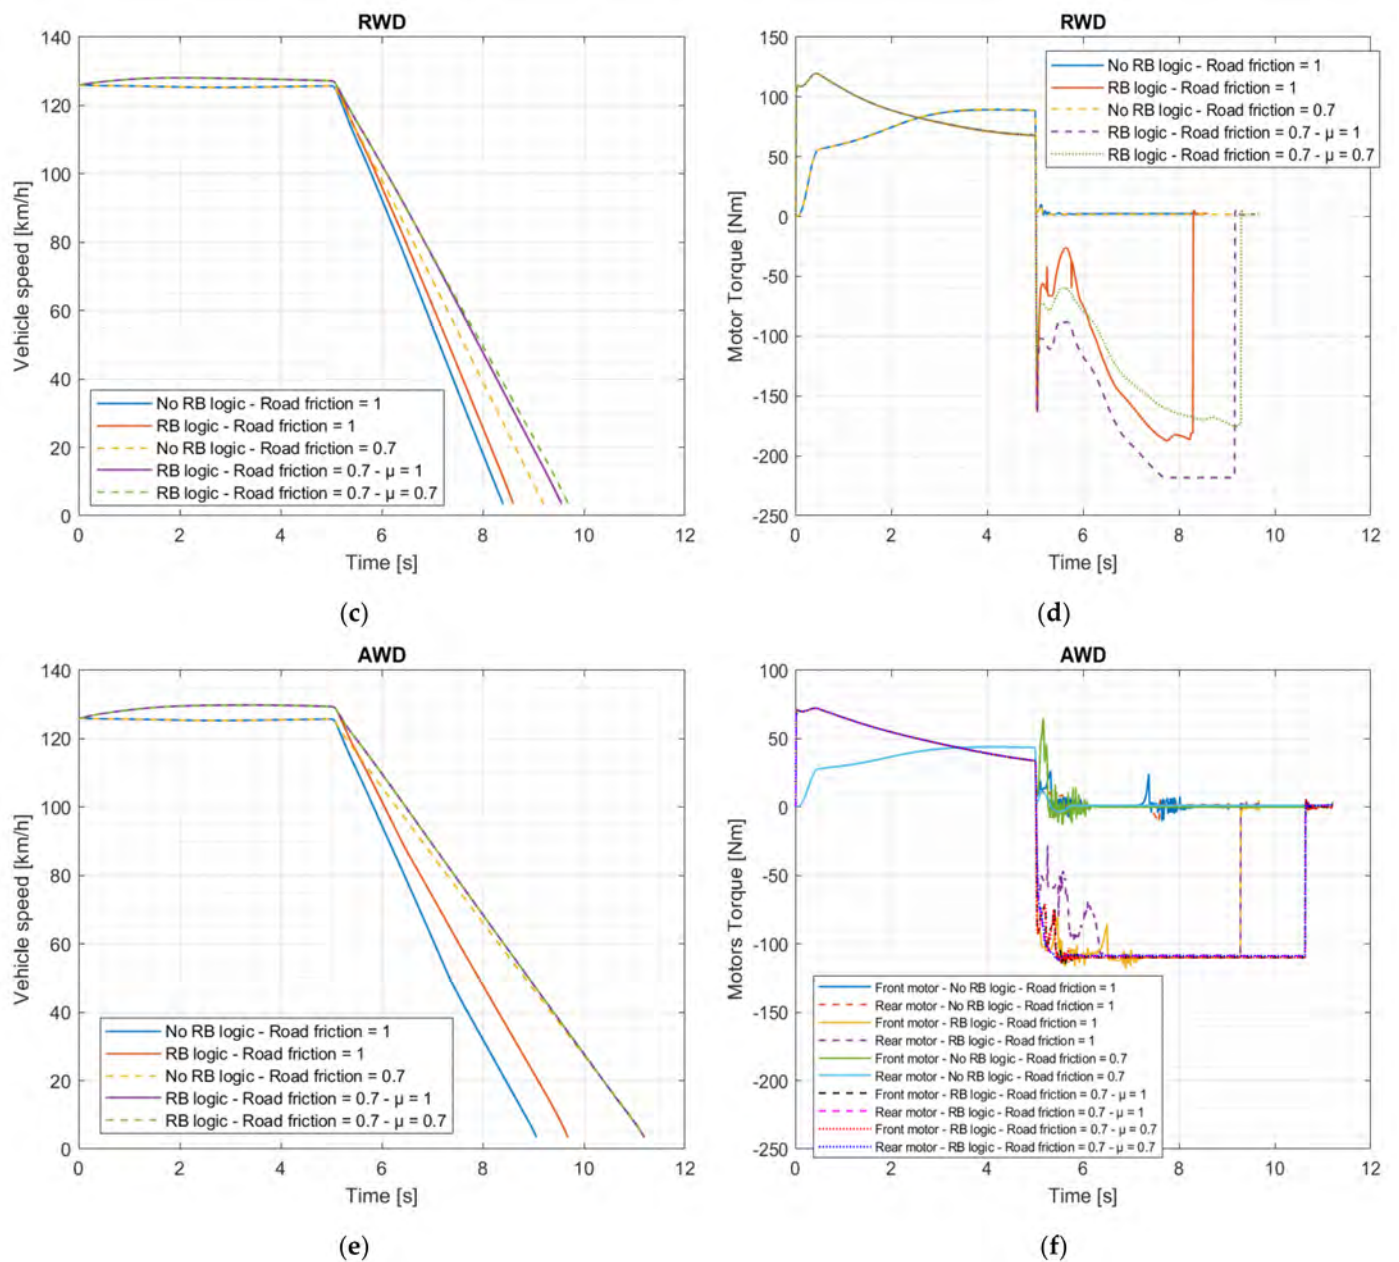 RWD
140
120
100
80
60
40
20
0
Vehicle speed [km/h]
No RB logic - Road friction = 1
RB logic - Road friction = 1
No RB logic - Road friction = 0.7
RB logic - Road friction = 0.7 - μ = 1
RB logic - Road friction = 0.7 - μ = 0.7
0 2 4 6 8 10 12
Time [s]
(c)
RWD
150
100
50
0
-50
-100
-150
-200
-250
Motor Torque [Nm]
No RB logic - Road friction = 1
RB logic - Road friction = 1
No RB logic - Road friction = 0.7
RB logic - Road friction = 0.7 - μ = 1
RB logic - Road friction = 0.7 - μ = 0.7
0 2 4 6 8 10 12
Time [s]
(d)
AWD
140
120
100
80
60
40
20
0
Vehicle speed [km/h]
No RB logic - Road friction = 1
RB logic - Road friction = 1
No RB logic - Road friction = 0.7
RB logic - Road friction = 0.7 - μ = 1
RB logic - Road friction = 0.7 - μ = 0.7
0 2 4 6 8 10 12
Time [s]
(e)
AWD
100
50
0
-50
-100
-150
-200
-250
Motors Torque [Nm]
Front motor - No RB logic - Road friction = 1
Rear motor - No RB logic - Road friction = 1
Front motor - RB logic - Road friction = 1
Rear motor - RB logic - Road friction = 1
Front motor - No RB logic - Road friction = 0.7
Rear motor - No RB logic - Road friction = 0.7
Front motor - RB logic - Road friction = 0.7 - μ = 1
Rear motor - RB logic - Road friction = 0.7 - μ = 1
Front motor - RB logic - Road friction = 0.7 - μ = 0.7
Rear motor - RB logic - Road friction = 0.7 - μ = 0.7
0 2 4 6 8 10 12
Time [s]
(f)